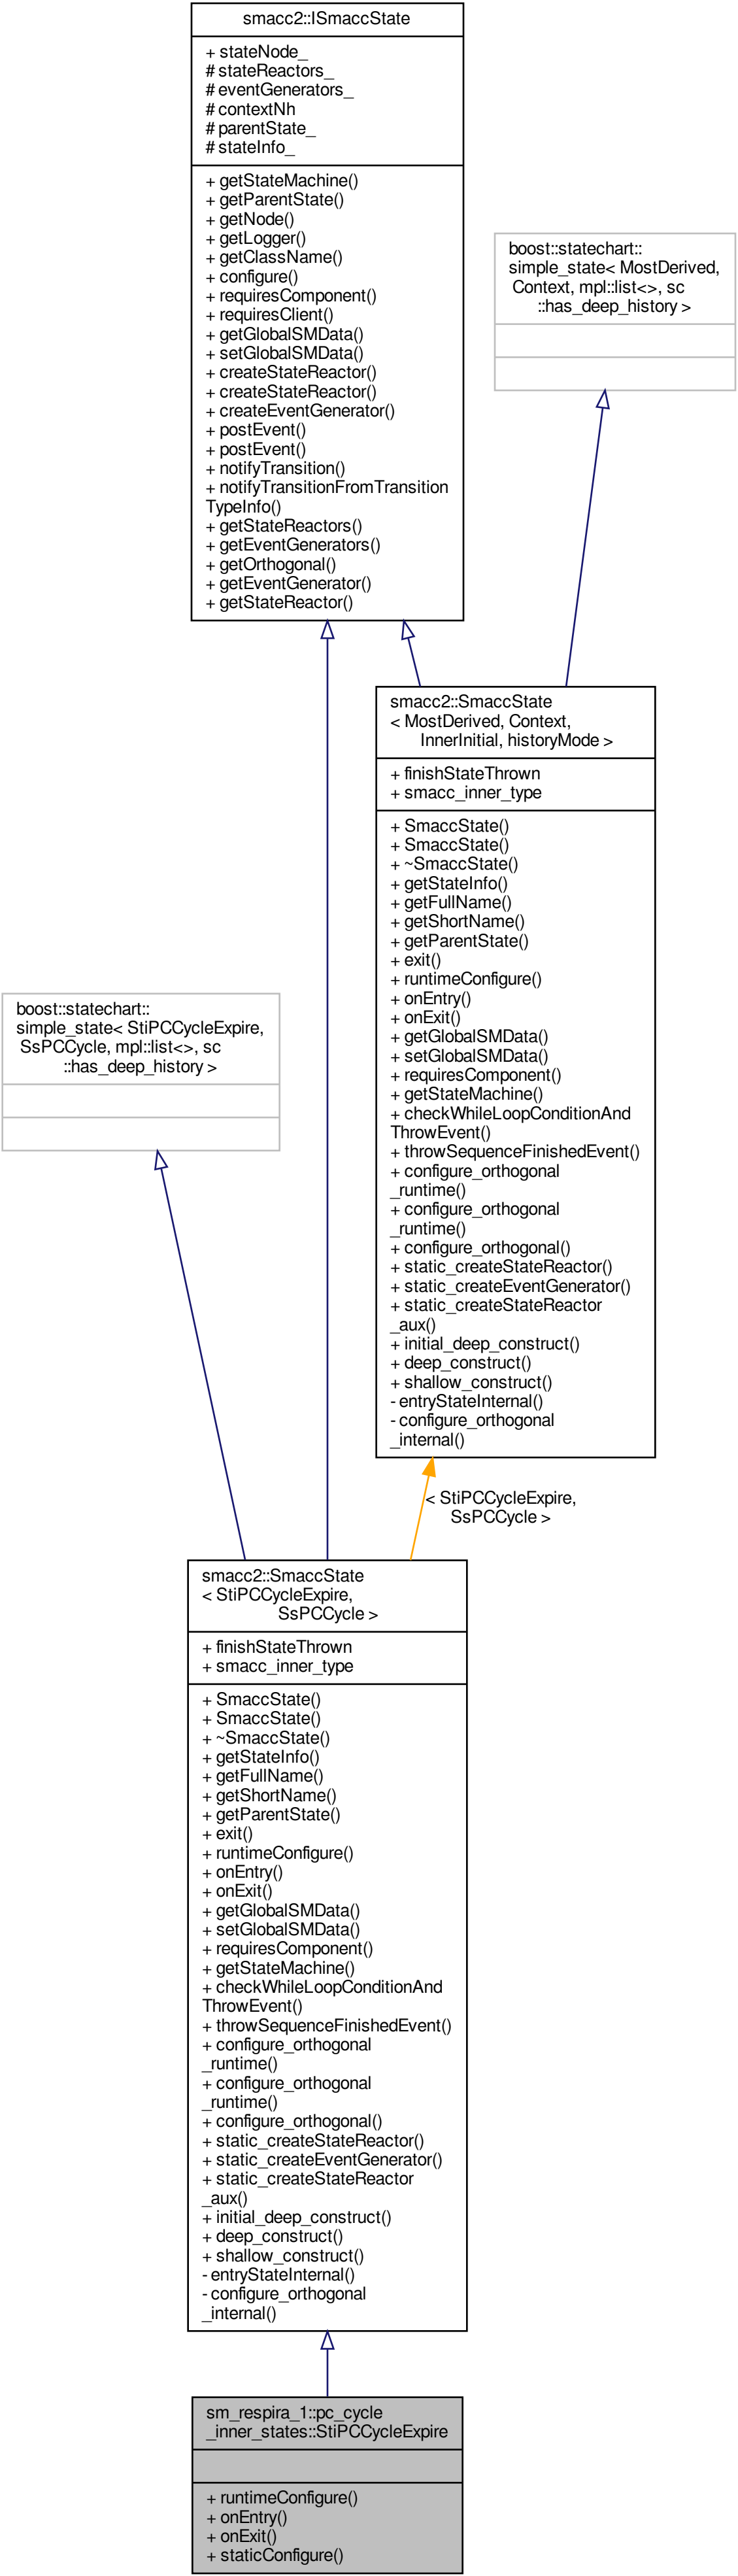 smacc2::ISmaccState
+ stateNode_
# stateReactors_
# eventGenerators_
# contextNh
# parentState_
# stateInfo_
+ getStateMachine()
+ getParentState()
+ getNode()
+ getLogger()
+ getClassName()
+ configure()
+ requiresComponent()
+ requiresClient()
+ getGlobalSMData()
+ setGlobalSMData()
+ createStateReactor()
+ createStateReactor()
+ createEventGenerator()
+ postEvent()
+ postEvent()
+ notifyTransition()
+ notifyTransitionFromTransition
TypeInfo()
+ getStateReactors()
+ getEventGenerators()
+ getOrthogonal()
+ getEventGenerator()
+ getStateReactor()
boost::statechart::
simple_state< MostDerived,
Context, mpl::list<>, sc
::has_deep_history >
smacc2::SmaccState
< MostDerived, Context,
InnerInitial, historyMode >
+ finishStateThrown
+ smacc_inner_type
+ SmaccState()
+ SmaccState()
+ ~SmaccState()
+ getStateInfo()
+ getFullName()
+ getShortName()
+ getParentState()
+ exit()
+ runtimeConfigure()
+ onEntry()
+ onExit()
+ getGlobalSMData()
+ setGlobalSMData()
+ requiresComponent()
+ getStateMachine()
+ checkWhileLoopConditionAnd
ThrowEvent()
+ throwSequenceFinishedEvent()
+ configure_orthogonal
_runtime()
+ configure_orthogonal
_runtime()
+ configure_orthogonal()
+ static_createStateReactor()
+ static_createEventGenerator()
+ static_createStateReactor
_aux()
+ initial_deep_construct()
+ deep_construct()
+ shallow_construct()
- entryStateInternal()
- configure_orthogonal
_internal()
boost::statechart::
simple_state< StiPCCycleExpire,
SsPCCycle, mpl::list<>, sc
::has_deep_history >
< StiPCCycleExpire,
SsPCCycle >
smacc2::SmaccState
< StiPCCycleExpire,
SsPCCycle >
+ finishStateThrown
+ smacc_inner_type
+ SmaccState()
+ SmaccState()
+ ~SmaccState()
+ getStateInfo()
+ getFullName()
+ getShortName()
+ getParentState()
+ exit()
+ runtimeConfigure()
+ onEntry()
+ onExit()
+ getGlobalSMData()
+ setGlobalSMData()
+ requiresComponent()
+ getStateMachine()
+ checkWhileLoopConditionAnd
ThrowEvent()
+ throwSequenceFinishedEvent()
+ configure_orthogonal
_runtime()
+ configure_orthogonal
_runtime()
+ configure_orthogonal()
+ static_createStateReactor()
+ static_createEventGenerator()
+ static_createStateReactor
_aux()
+ initial_deep_construct()
+ deep_construct()
+ shallow_construct()
- entryStateInternal()
- configure_orthogonal
_internal()
sm_respira_1::pc_cycle
_inner_states::StiPCCycleExpire
+ runtimeConfigure()
+ onEntry()
+ onExit()
+ staticConfigure()